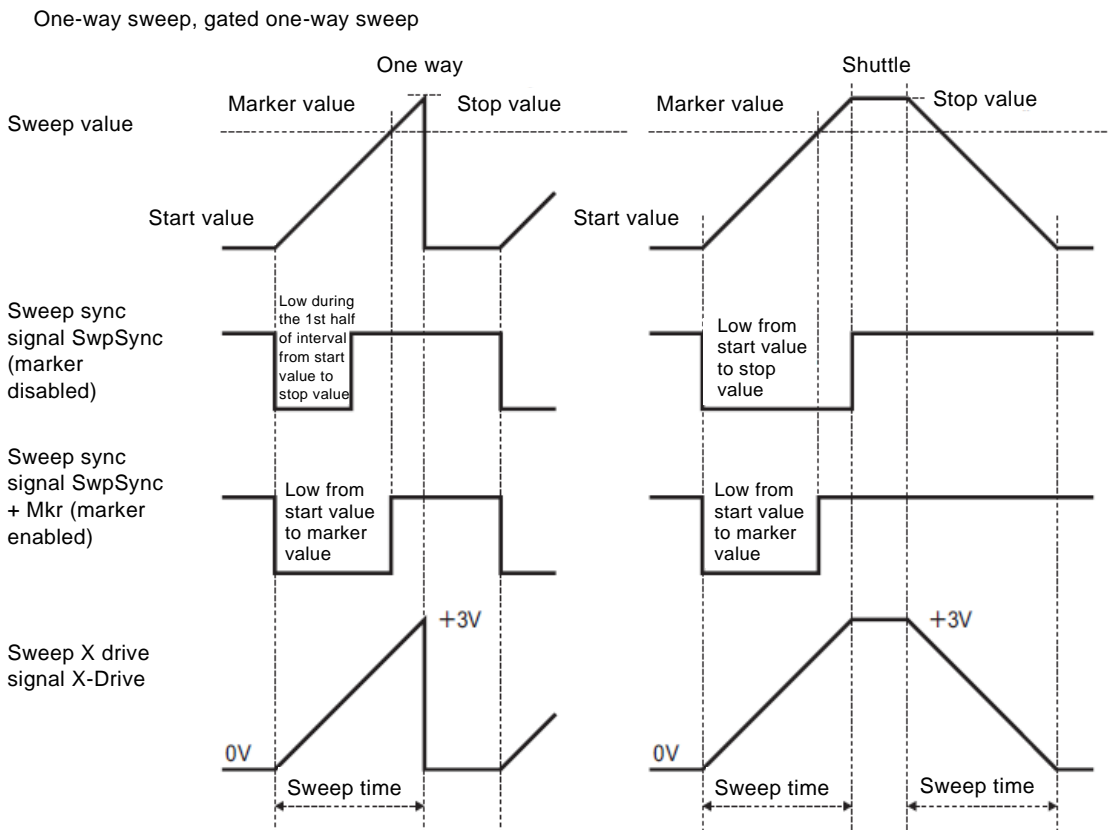 One-way sweep, gated one-way sweep
One way
Shuttle
Marker value
Stop value
Marker value
Stop value
Sweep value
Start value
Start value
Sweep sync
signal SwpSync
(marker
disabled)
Low during
the 1st half
of interval
from start
value to
stop value
Low from
start value
to stop
value
Sweep sync
signal SwpSync
+ Mkr (marker
enabled)
Low from
start value
to marker
value
Low from
start value
to marker
value
+3V
+3V
Sweep X drive
signal X-Drive
0V
0V
Sweep time
Sweep time
Sweep time